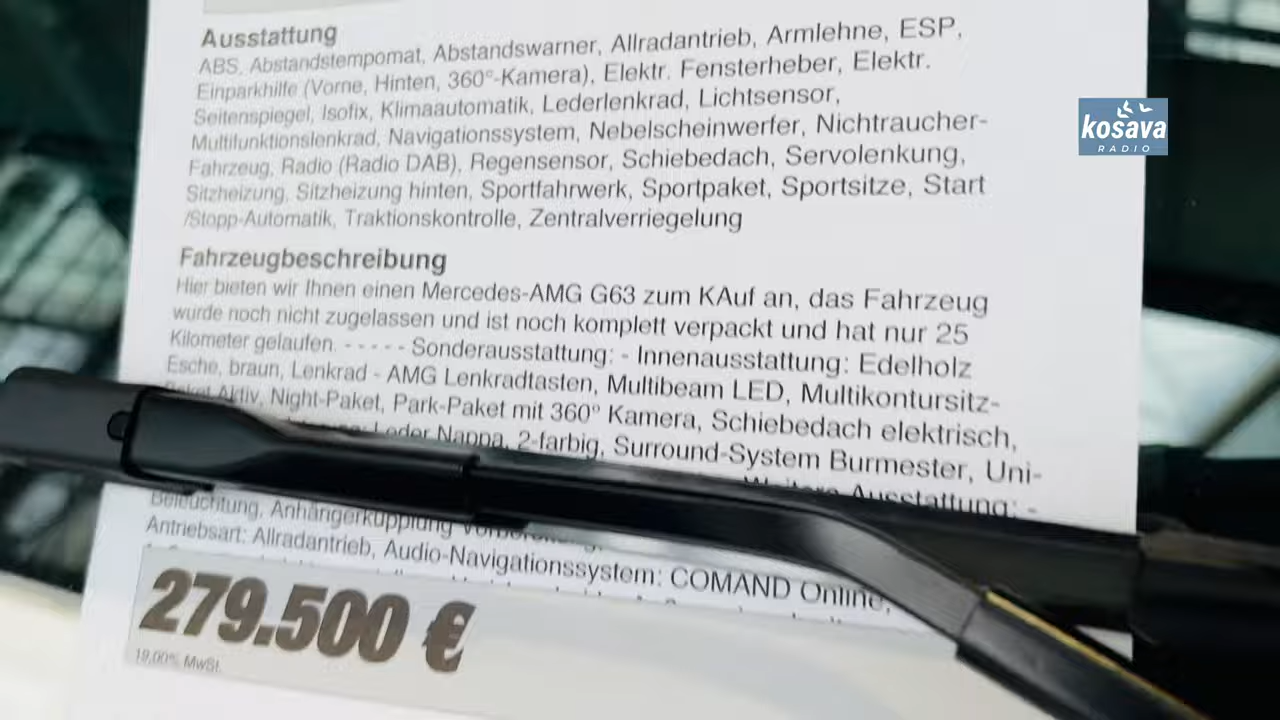 Ausstattung
ABS, Abstandstempomat, Abstandswarner, Allradantrieb, Armlehne, ESP,
Einparkhilfe (Vorne, Hinten, 360°-Kamera), Elektr. Fensterheber, Elektr.
Seitenspiegel, Isofix, Klimaautomatik, Lederlenkrad, Lichtsensor,
Multifunktionslenkrad, Navigationssystem, Nebelscheinwerfer, Nichtraucher-
Fahrzeug, Radio (Radio DAB), Regensensor, Schiebedach, Servolenkung,
Sitzheizung, Sitzheizung hinten, Sportfahrwerk, Sportpaket, Sportsitze, Start
/Stopp-Automatik, Traktionskontrolle, Zentralverriegelung
Fahrzeugbeschreibung
Hier bieten wir Ihnen einen Mercedes-AMG G63 zum KAuf an, das Fahrzeug
wurde noch nicht zugelassen und ist noch komplett verpackt und hat nur 25
Kilometer gelaufen. - - - - - Sonderausstattung: - Innenausstattung: Edelholz
Esche, braun, Lenkrad - AMG Lenkradtasten, Multibeam LED, Multikontursitz-
Paket Aktiv, Night-Paket, Park-Paket mit 360° Kamera, Schiebedach elektrisch,
Leder Nappa, 2-farbig, Surround-System Burmester, Uni-
Weitere Ausstattung: -
Beleuchtung, Anhängerkupplung Vorbereitung,
Antriebsart: Allradantrieb, Audio-Navigationssystem: COMAND Online,
279.500 €
19,00% MwSt.
kosava
RADIO